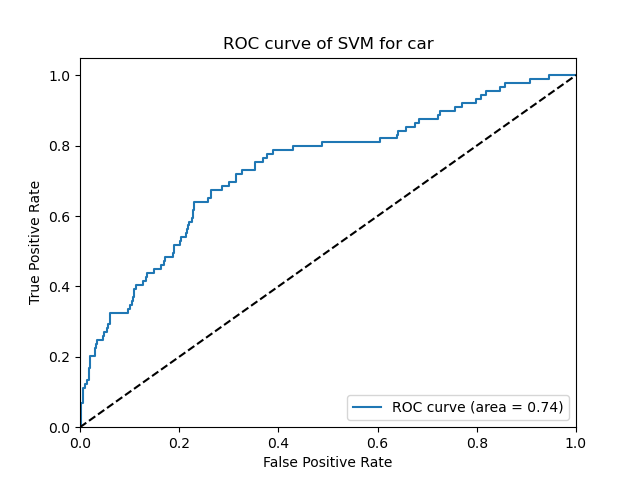 ROC curve of SVM for car
True Positive Rate
1.0
0.8
0.6
0.4
0.2
0.0
0.0 0.2 0.4 0.6 0.8 1.0
False Positive Rate
ROC curve (area = 0.74)